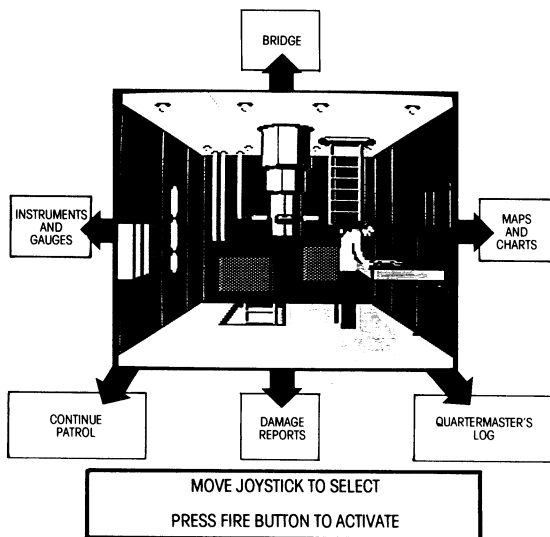 BRIDGE
INSTRUMENTS
AND
GAUGES
MAPS
AND
CHARTS
CONTINUE
PATROL
DAMAGE
REPORTS
QUARTERMASTER'S
LOG
MOVE JOYSTICK TO SELECT
PRESS FIRE BUTTON TO ACTIVATE